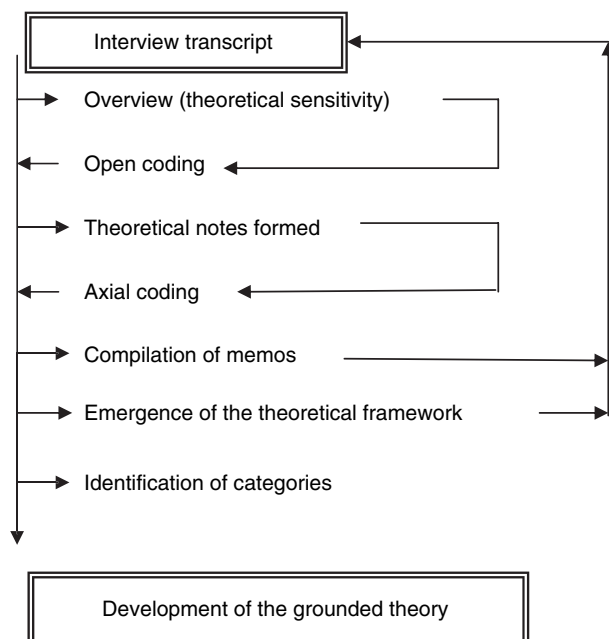 Interview transcript
Overview (theoretical sensitivity)
Open coding
Theoretical notes formed
Axial coding
Compilation of memos
Emergence of the theoretical framework
Identification of categories
Development of the grounded theory